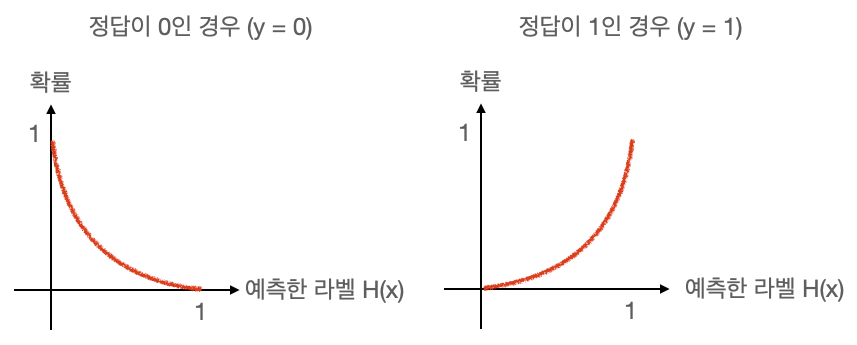 정답이 0인 경우 (y = 0)
확률
1
1
예측한 라벨 H(x)
정답이 1인 경우 (y = 1)
확률
1
1
예측한 라벨 H(x)